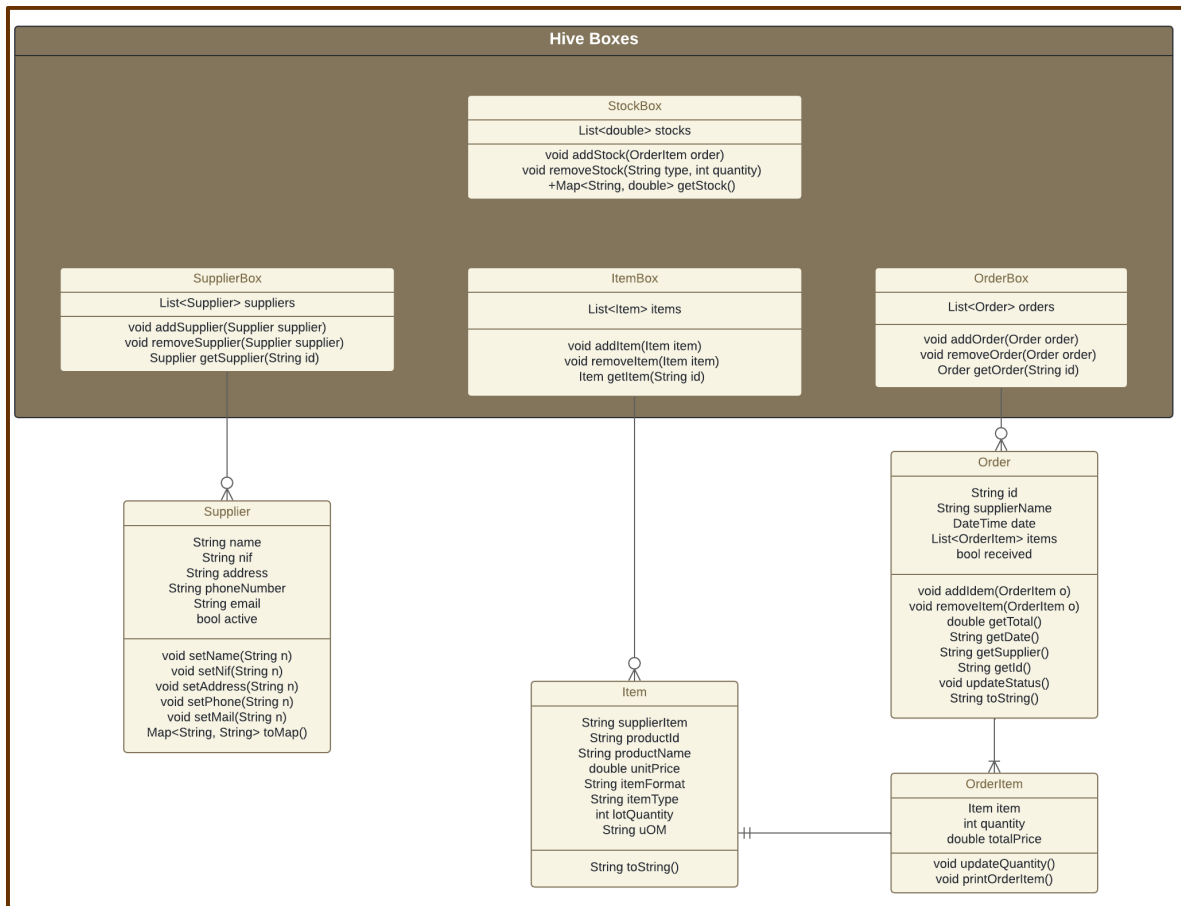 Hive Boxes
StockBox
List<double> stocks
void addStock(OrderItem order)
void removeStock(String type, int quantity)
+Map<String, double> getStock()
SupplierBox
List<Supplier> suppliers
void addSupplier(Supplier supplier)
void removeSupplier(Supplier supplier)
Supplier getSupplier(String id)
ItemBox
List<Item> items
void addItem(Item item)
void removeItem(Item item)
Item getItem(String id)
OrderBox
List<Order> orders
void addOrder(Order order)
void removeOrder(Order order)
Order getOrder(String id)
Supplier
String name
String nif
String address
String phoneNumber
String email
bool active
void setName(String n)
void setNif(String n)
void setAddress(String n)
void setPhone(String n)
void setMail(String n)
Map<String, String> toMap()
Item
String supplierItem
String productId
String productName
double unitPrice
String itemFormat
String itemType
int lotQuantity
String uOM
String toString()
Order
String id
String supplierName
DateTime date
List<OrderItem> items
bool received
void addIdem(OrderItem o)
void removeItem(OrderItem o)
double getTotal()
String getDate()
String getSupplier()
String getId()
void updateStatus()
String toString()
OrderItem
Item item
int quantity
double totalPrice
void updateQuantity()
void printOrderItem()